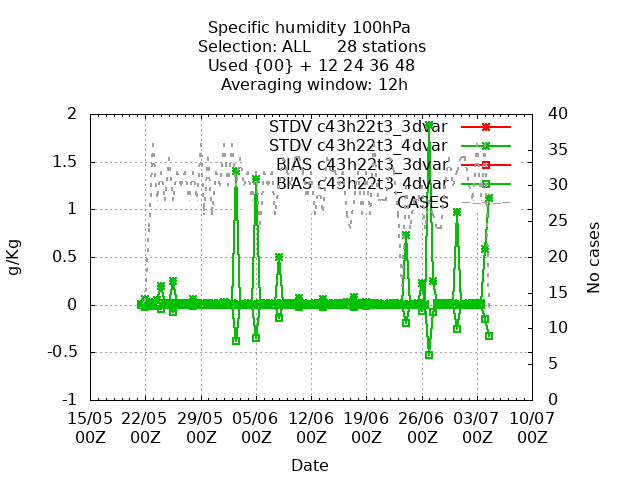 Specific humidity 100hPa
Selection: ALL 28 stations
Used {00} + 12 24 36 48
Averaging window: 12h
STDV c43h22t3_3dvar
STDV c43h22t3_4dvar
BIAS c43h22t3_3dvar
BIAS c43h22t3_4dvar
CASES
2
1.5
1
0.5
0
-0.5
-1
g/Kg
40
35
30
25
20
15
10
5
0
No cases
15/05 22/05 29/05 05/06 12/06 19/06 26/06 03/07 10/07
00Z 00Z 00Z 00Z 00Z 00Z 00Z 00Z 00Z
Date